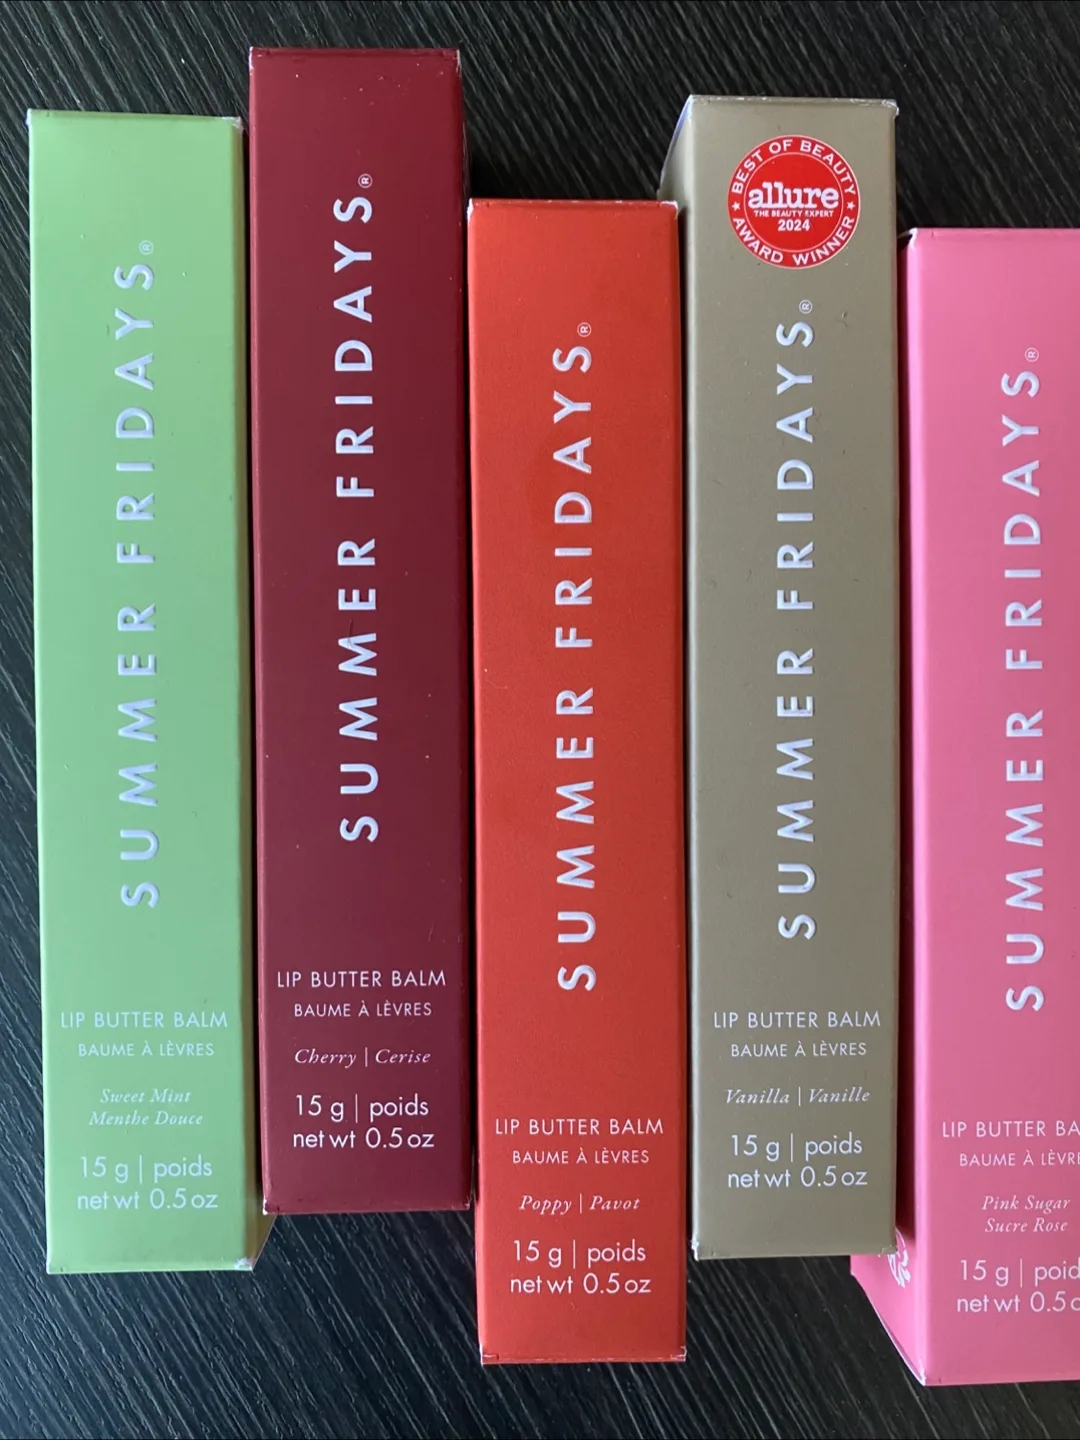 SUMMER FRIDAYS®
LIP BUTTER BALM
BAUME À LÈVRES
Sweet Mint
Menthe Douce
15 g | poids
net wt 0.5 oz
SUMMER FRIDAYS®
LIP BUTTER BALM
BAUME À LÈVRES
Cherry | Cerise
15 g | poids
net wt 0.5 oz
SUMMER FRIDAYS®
LIP BUTTER BALM
BAUME À LÈVRES
Poppy | Pavot
15 g | poids
net wt 0.5 oz
BEST OF BEAUTY
allure
THE BEAUTY EXPERT
2024
AWARD WINNER
SUMMER FRIDAYS®
LIP BUTTER BALM
BAUME À LÈVRES
Vanilla | Vanille
15 g | poids
net wt 0.5 oz
SUMMER FRIDAYS®
LIP BUTTER BA
BAUME À LÈVRE
Pink Sugar
Sucre Rose
15 g | poid
net wt 0.5